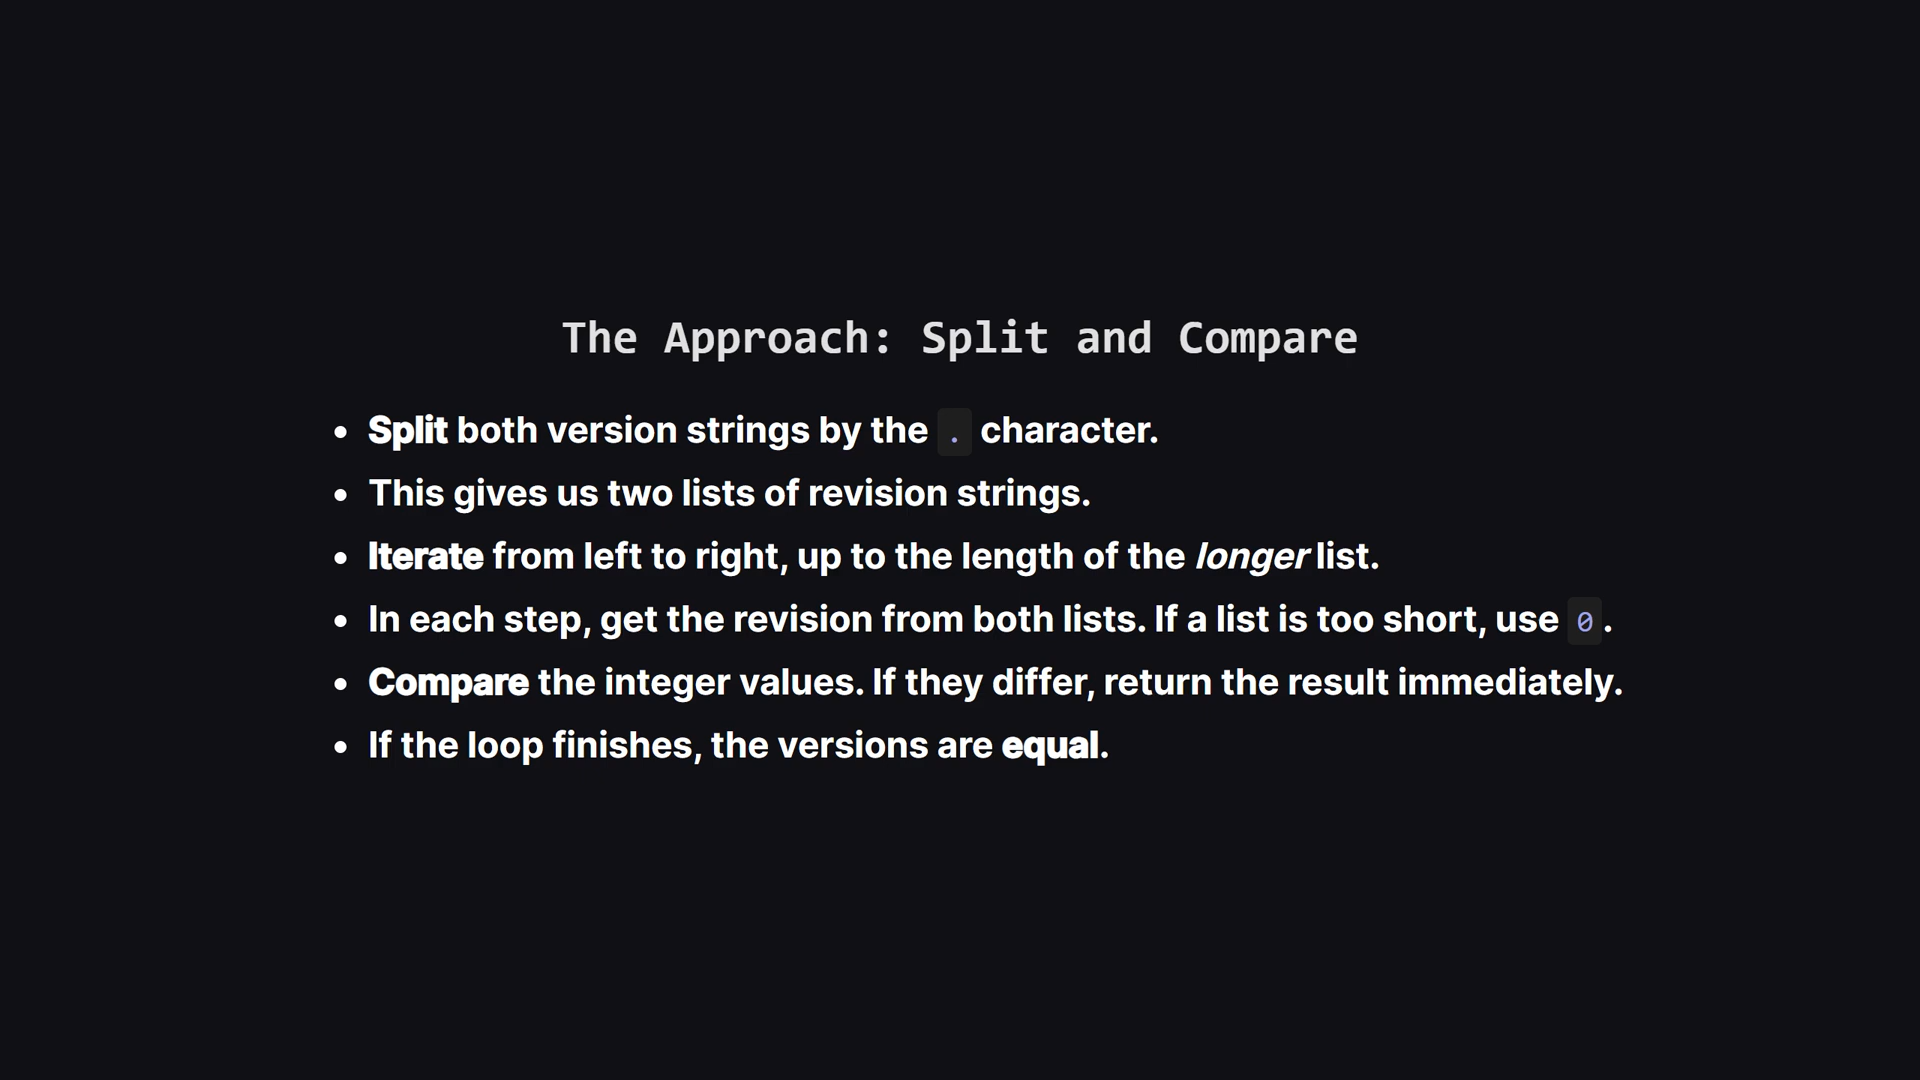 The Approach: Split and Compare
• Split both version strings by the . character.
• This gives us two lists of revision strings.
• Iterate from left to right, up to the length of the longer list.
• In each step, get the revision from both lists. If a list is too short, use 0.
• Compare the integer values. If they differ, return the result immediately.
• If the loop finishes, the versions are equal.